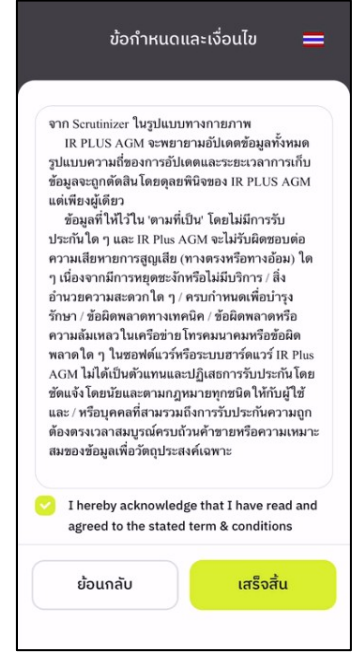 ข้อกำหนดและเงื่อนไข
จาก Scrutinizer ในรูปแบบทางกายภาพ
IR PLUS AGM จะพยายามอัปเดตข้อมูลทั้งหมด
รูปแบบความถี่ของการอัปเดตและระยะเวลาการเก็บ
ข้อมูลจะถูกตัดสินโดยดุลยพินิจของ IR PLUS AGM
แต่เพียงผู้เดียว
ข้อมูลที่ให้ไว้ใน 'ตามที่เป็น' โดยไม่มีการรับ
ประกันใด ๆ และ IR Plus AGM จะไม่รับผิดชอบต่อ
ความเสียหายการสูญเสีย (ทางตรงหรือทางอ้อม) ใด
ๆ เนื่องจากมีการหยุดชะงักหรือไม่มีบริการ / สิ่ง
อำนวยความสะดวกใด ๆ / ครบกำหนดเพื่อบำรุง
รักษา / ข้อผิดพลาดทางเทคนิค / ข้อผิดพลาดหรือ
ความล้มเหลวในเครือข่ายโทรคมนาคมหรือข้อผิด
พลาดใด ๆ ในซอฟต์แวร์หรือระบบฮาร์ดแวร์ IR Plus
AGM ไม่ได้เป็นตัวแทนและปฏิเสธการรับประกันโดย
ชัดแจ้งโดยนัยและตามกฎหมายทุกชนิดให้กับผู้ใช้
และ / หรือบุคคลที่สามรวมถึงการรับประกันความถูก
ต้องตรงเวลาสมบูรณ์ครบถ้วนค้าขายหรือความเหมาะ
สมของข้อมูลเพื่อวัตถุประสงค์เฉพาะ
I hereby acknowledge that I have read and
agreed to the stated term & conditions
ย้อนกลับ
เสร็จสิ้น